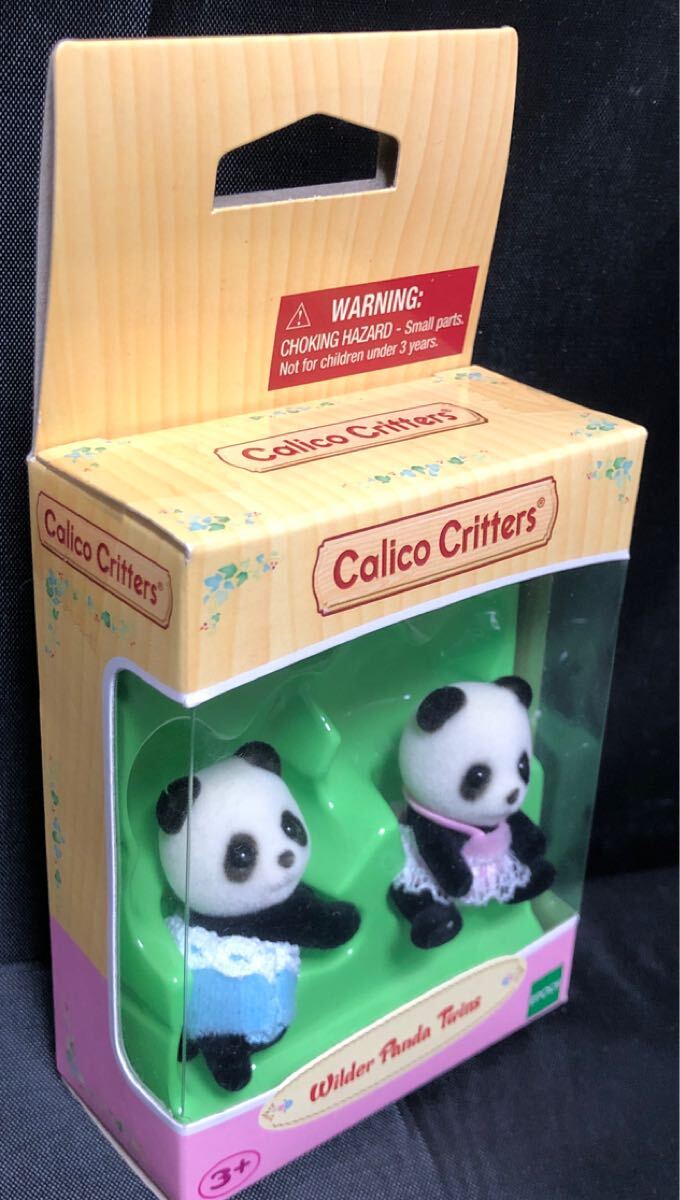 WARNING:
CHOKING HAZARD - Small parts.
Not for children under 3 years.
Calico Critters
Calico Critters®
Calico Critters®
Wilder Panda Twins
EPOCH
3+